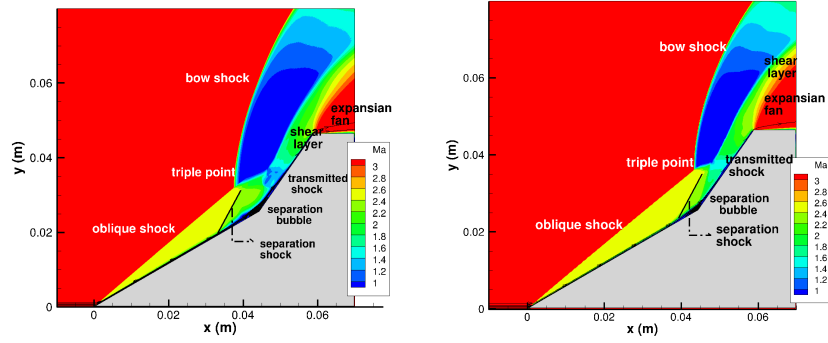 bow shock
expansian
fan
shear
layer
triple point
transmitted
shock
separation
bubble
oblique shock
separation
shock
Ma
3
2.8
2.6
2.4
2.2
2
1.8
1.6
1.4
1.2
1
y (m)
0.06
0.04
0.02
0
0
0.02
0.04
0.06
x (m)
bow shock
shear
layer
expansian
fan
triple point
transmitted
shock
separation
bubble
oblique shock
separation
shock
Ma
3
2.8
2.6
2.4
2.2
2
1.8
1.6
1.4
1.2
1
y (m)
0.08
0.06
0.04
0.02
0
0
0.02
0.04
0.06
x (m)